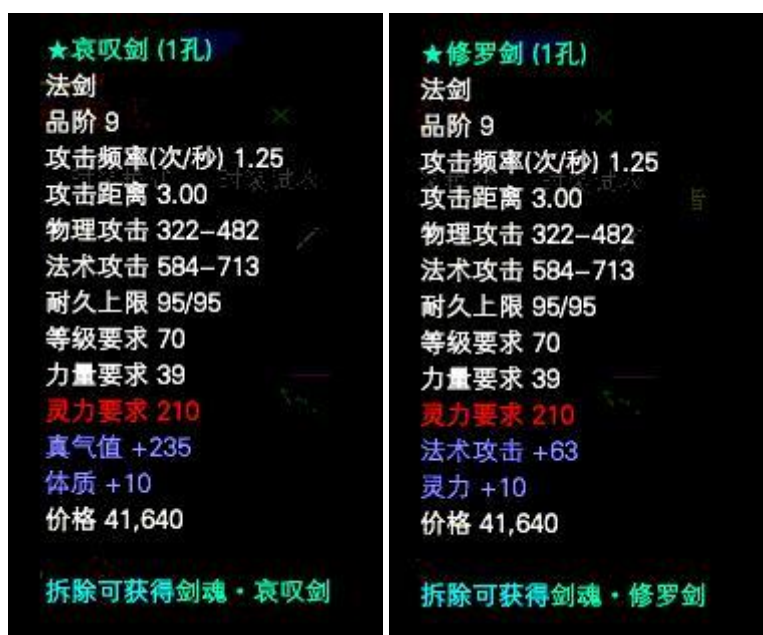 ★哀叹剑 (1孔)
法剑
品阶 9
攻击频率(次/秒) 1.25
攻击距离 3.00
物理攻击 322-482
法术攻击 584-713
耐久上限 95/95
等级要求 70
力量要求 39
灵力要求 210
真气值 +235
体质 +10
价格 41,640
拆除可获得剑魂·哀叹剑
★修罗剑 (1孔)
法剑
品阶 9
攻击频率(次/秒) 1.25
攻击距离 3.00
物理攻击 322-482
法术攻击 584-713
耐久上限 95/95
等级要求 70
力量要求 39
灵力要求 210
法术攻击 +63
灵力 +10
价格 41,640
拆除可获得剑魂·修罗剑